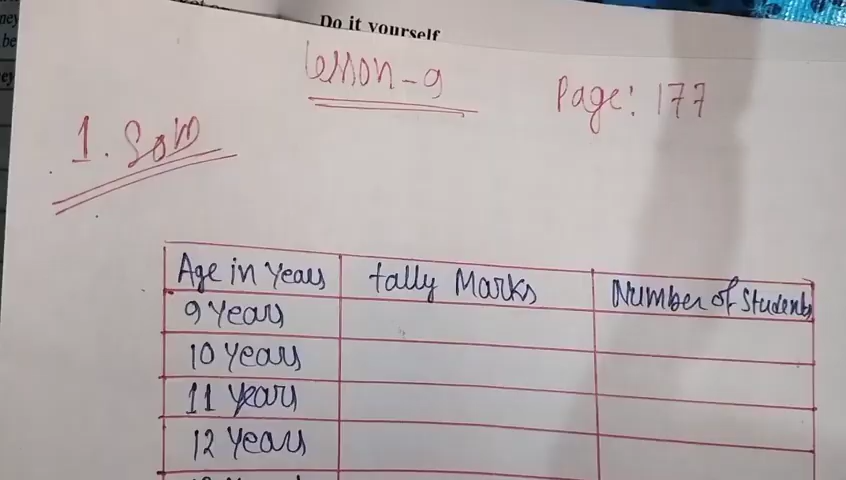 Do it yourself
Lesson-9
Page: 177
1. Soln
Age in Years tally Marks Number of Students
9 Years
10 Years
11 Years
12 Years